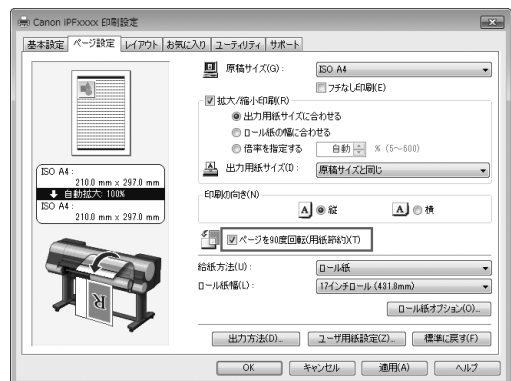 Canon iPFxxxx 印刷設定
基本設定 ページ設定 レイアウト お気に入り ユーティリティ サポート
原稿サイズ(G): ISO A4
フチなし印刷(E)
拡大/縮小印刷(R)
出力用紙サイズに合わせる
ロール紙の幅に合わせる
倍率を指定する 自動 % (5～600)
出力用紙サイズ(I): 原稿サイズと同じ
ISO A4 :
210.0 mm x 297.0 mm
自動拡大: 100%
ISO A4 :
210.0 mm x 297.0 mm
印刷の向き(N)
A 縦 A 横
ページを90度回転(用紙節約)(T)
給紙方法(U): ロール紙
ロール紙幅(L): 17インチロール (431.8mm)
ロール紙オプション(O)...
R
出力方法(D)... ユーザ用紙設定(Z)... 標準に戻す(F)
OK キャンセル 適用(A) ヘルプ